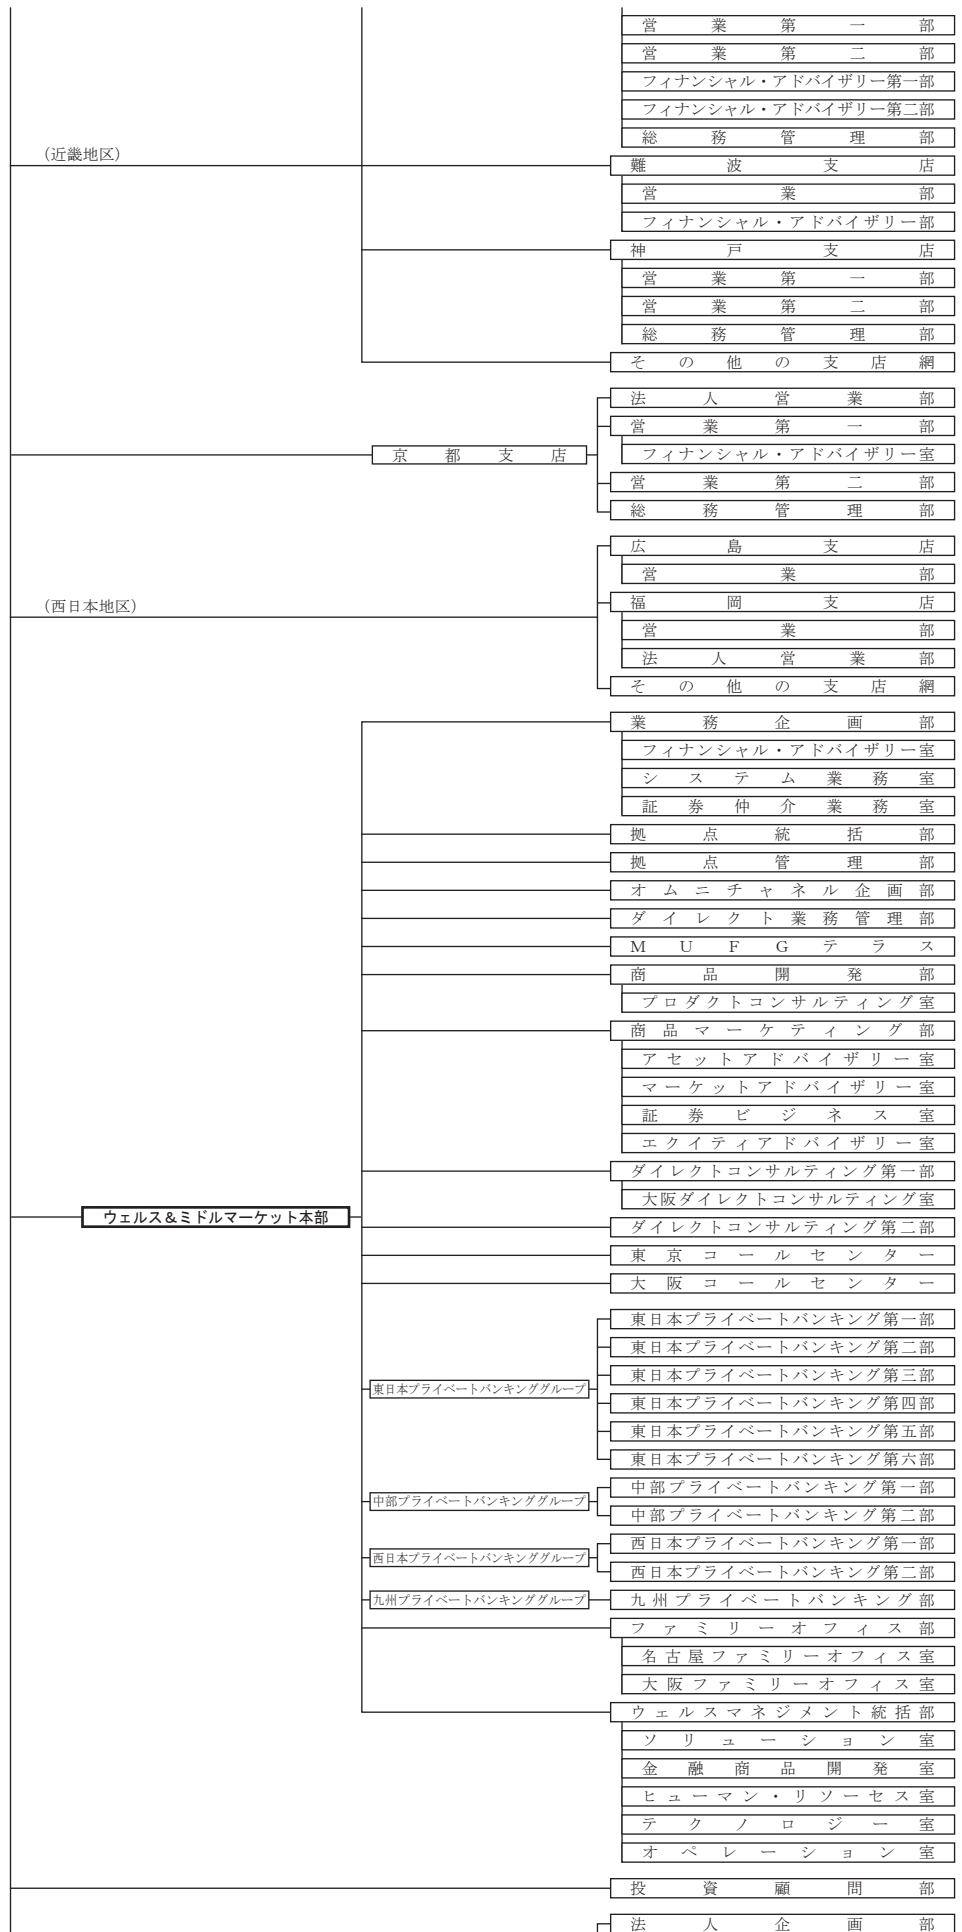 営業第一部
営業第二部
フィナンシャル・アドバイザリー第一部
フィナンシャル・アドバイザリー第二部
総務管理部
（近畿地区）
難波支店
営業部
フィナンシャル・アドバイザリー部
神戸支店
営業第一部
営業第二部
総務管理部
その他の支店網
法人営業部
営業第一部
京都支店
フィナンシャル・アドバイザリー室
営業第二部
総務管理部
広島支店
営業部
（西日本地区）
福岡支店
営業部
法人営業部
その他の支店網
業務企画部
フィナンシャル・アドバイザリー室
システム業務室
証券仲介業務室
拠点統括部
拠点管理部
オムニチャネル企画部
ダイレクト業務管理部
MUFGテラス
商品開発部
プロダクトコンサルティング室
商品マーケティング部
アセットアドバイザリー室
マーケットアドバイザリー室
証券ビジネス室
エクイティアドバイザリー室
ダイレクトコンサルティング第一部
大阪ダイレクトコンサルティング室
ウェルス＆ミドルマーケット本部
ダイレクトコンサルティング第二部
東京コールセンター
大阪コールセンター
東日本プライベートバンキング第一部
東日本プライベートバンキング第二部
東日本プライベートバンキング第三部
東日本プライベートバンキンググループ
東日本プライベートバンキング第四部
東日本プライベートバンキング第五部
東日本プライベートバンキング第六部
中部プライベートバンキング第一部
中部プライベートバンキンググループ
中部プライベートバンキング第二部
西日本プライベートバンキング第一部
西日本プライベートバンキンググループ
西日本プライベートバンキング第二部
九州プライベートバンキンググループ
九州プライベートバンキング部
ファミリーオフィス部
名古屋ファミリーオフィス室
大阪ファミリーオフィス室
ウェルスマネジメント統括部
ソリューション室
金融商品開発室
ヒューマン・リソーセス室
テクノロジー室
オペレーション室
投資顧問部
法人企画部